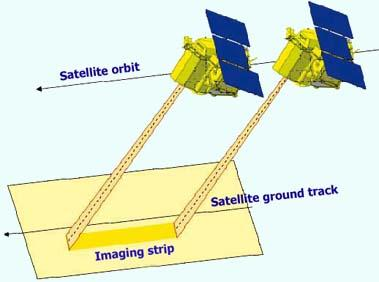 Satellite orbit
Satellite ground track
Imaging strip